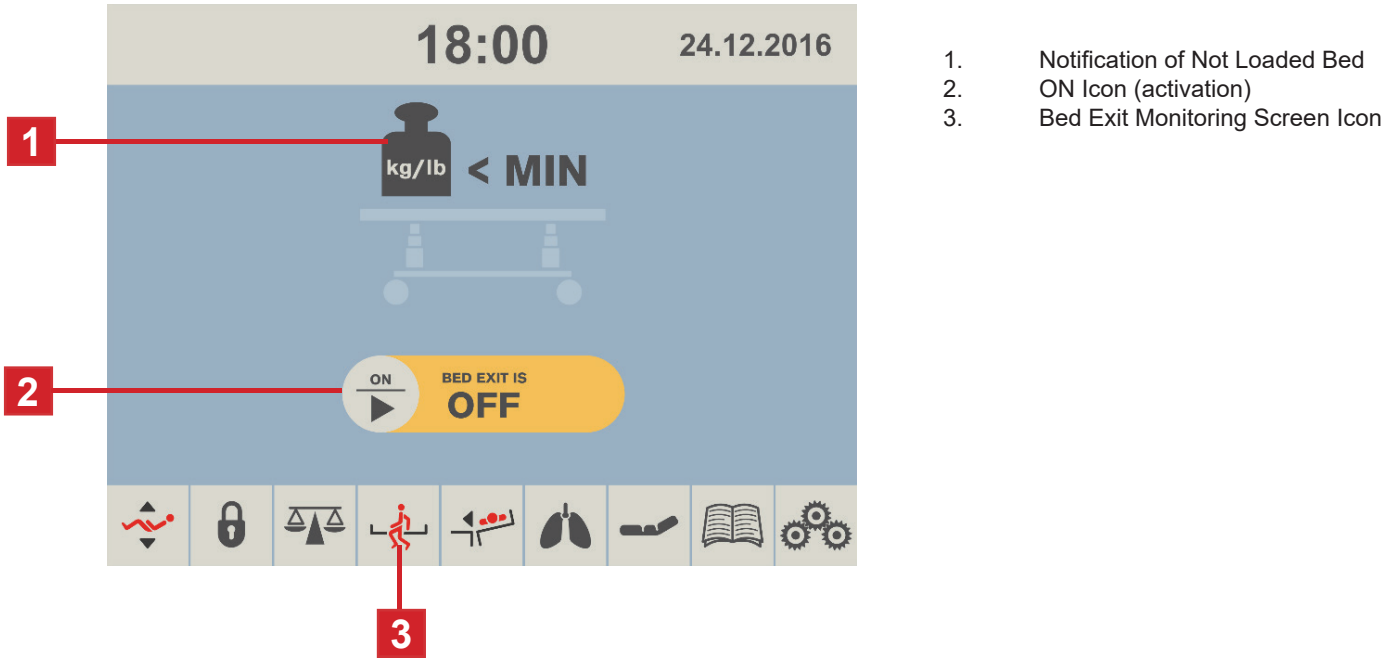 18:00 24.12.2016
1. Notification of Not Loaded Bed
2. ON Icon (activation)
3. Bed Exit Monitoring Screen Icon
1
kg/lb < MIN
2
ON
BED EXIT IS
OFF
3